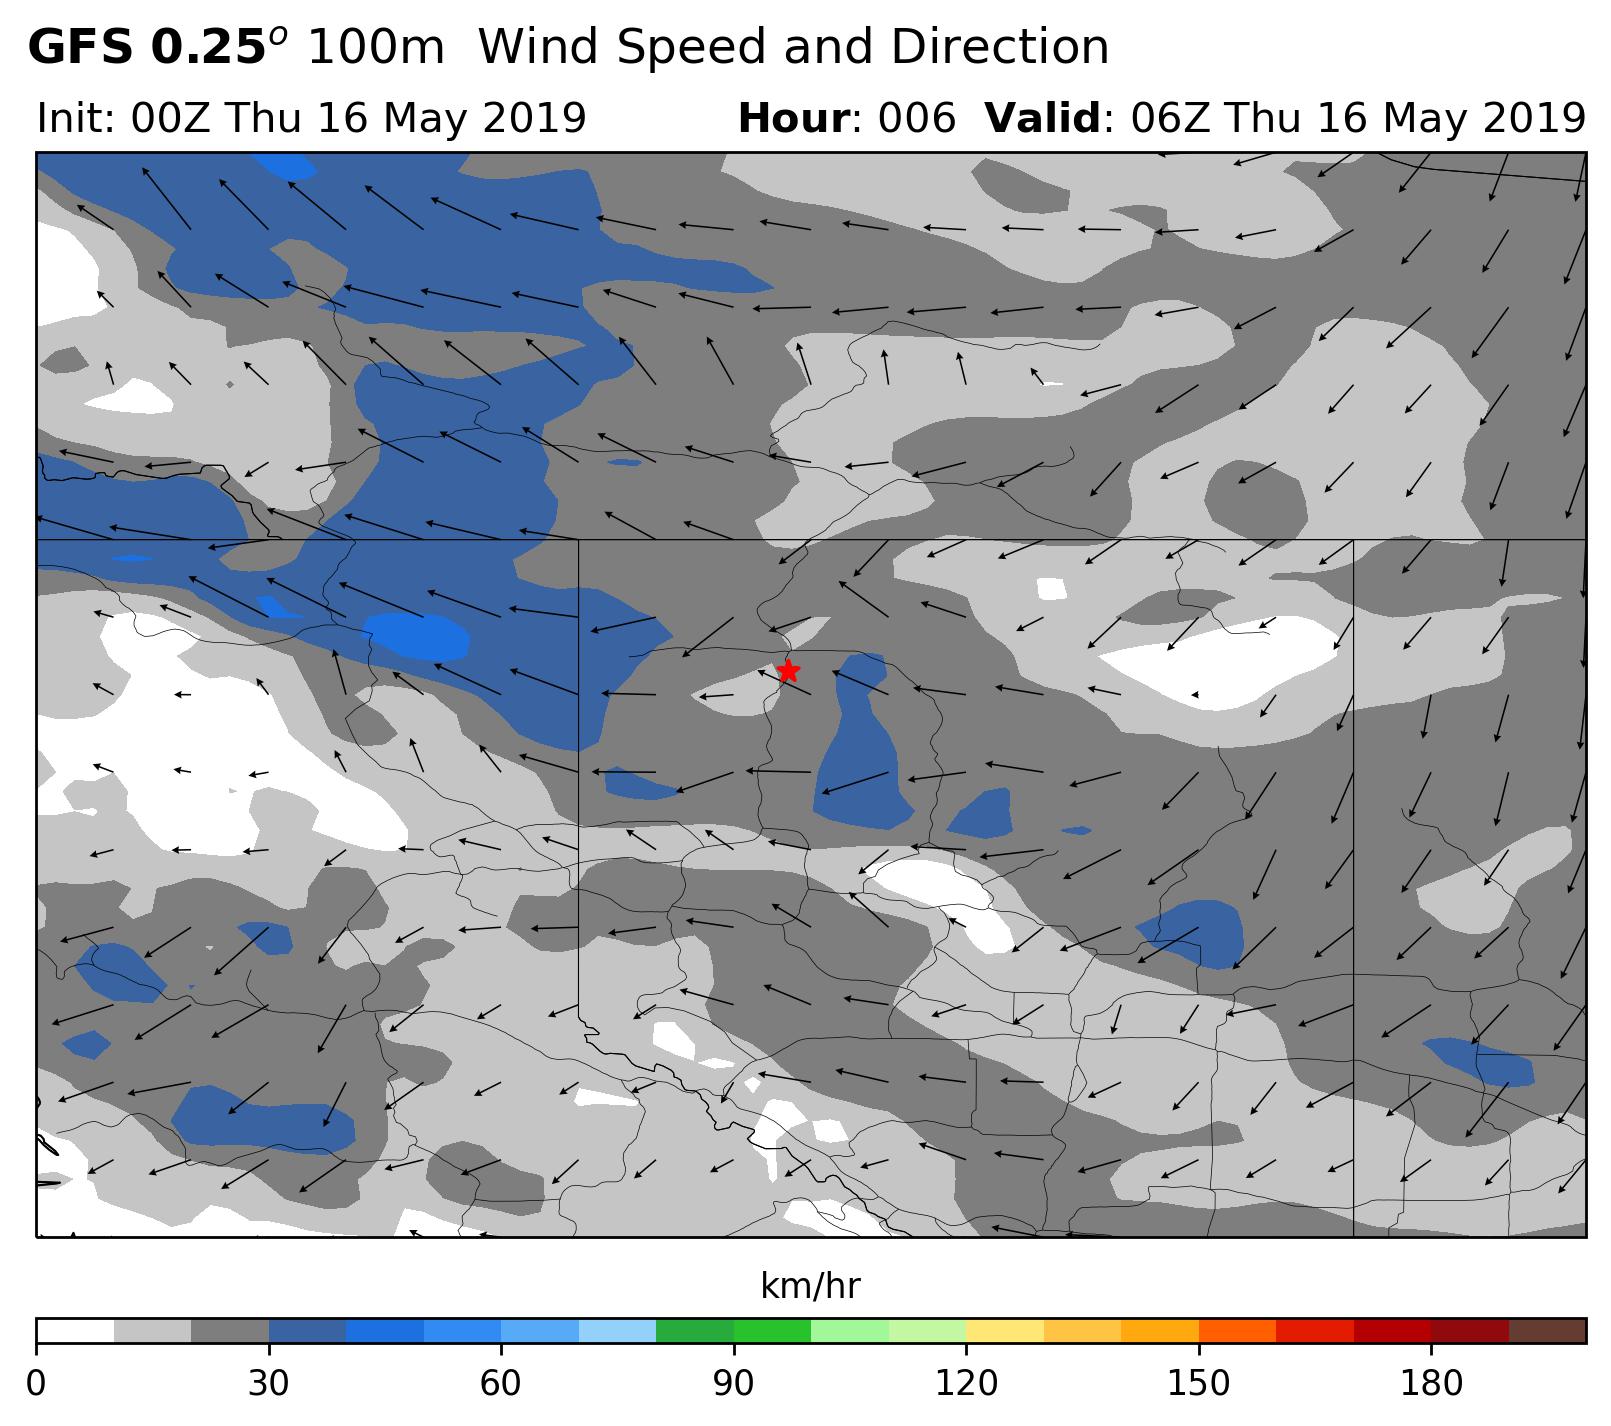 GFS 0.25° 100m Wind Speed and Direction
Init: 00Z Thu 16 May 2019 Hour: 006 Valid: 06Z Thu 16 May 2019
km/hr
0 30 60 90 120 150 180